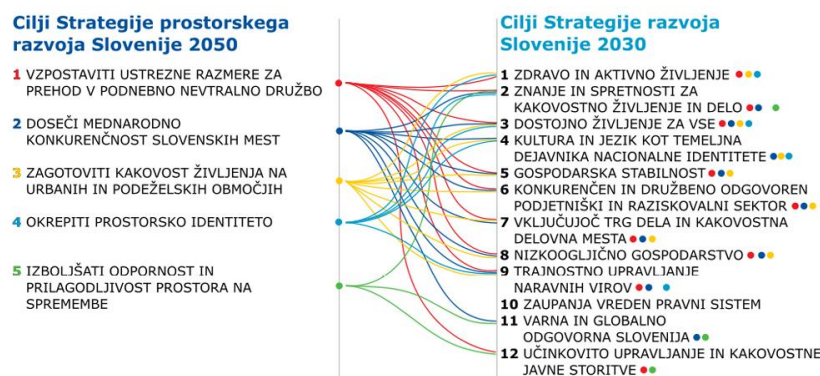 Cilji Strategije prostorskega
razvoja Slovenije 2050
1 VZPOSTAVITI USTREZNE RAZMERE ZA
PREHOD V PODNEBNO NEVTRALNO DRUŽBO
2 DOSEČI MEDNARODNO
KONKURENČNOST SLOVENSKIH MEST
3 ZAGOTOVITI KAKOVOST ŽIVLJENJA NA
URBANIH IN PODEŽELSKIH OBMOČJIH
4 OKREPITI PROSTORSKO IDENTITETO
5 IZBOLJŠATI ODPORNOST IN
PRILAGODLJIVOST PROSTORA NA
SPREMEMBE
Cilji Strategije razvoja
Slovenije 2030
1 ZDRAVO IN AKTIVNO ŽIVLJENJE
2 ZNANJE IN SPRETNOSTI ZA
KAKOVOSTNO ŽIVLJENJE IN DELO
3 DOSTOJNO ŽIVLJENJE ZA VSE
4 KULTURA IN JEZIK KOT TEMELJNA
DEJAVNIKA NACIONALNE IDENTITETE
5 GOSPODARSKA STABILNOST
6 KONKURENČEN IN DRUŽBENO ODGOVOREN
PODJETNIŠKI IN RAZISKOVALNI SEKTOR
7 VKLJUČUJOČ TRG DELA IN KAKOVOSTNA
DELOVNA MESTA
8 NIZKOOGLJIČNO GOSPODARSTVO
9 TRAJNOSTNO UPRAVLJANJE
NARAVNIH VIROV
10 ZAUPANJA VREDEN PRAVNI SISTEM
11 VARNA IN GLOBALNO
ODGOVORNA SLOVENIJA
12 UČINKOVITO UPRAVLJANJE IN KAKOVOSTNE
JAVNE STORITVE